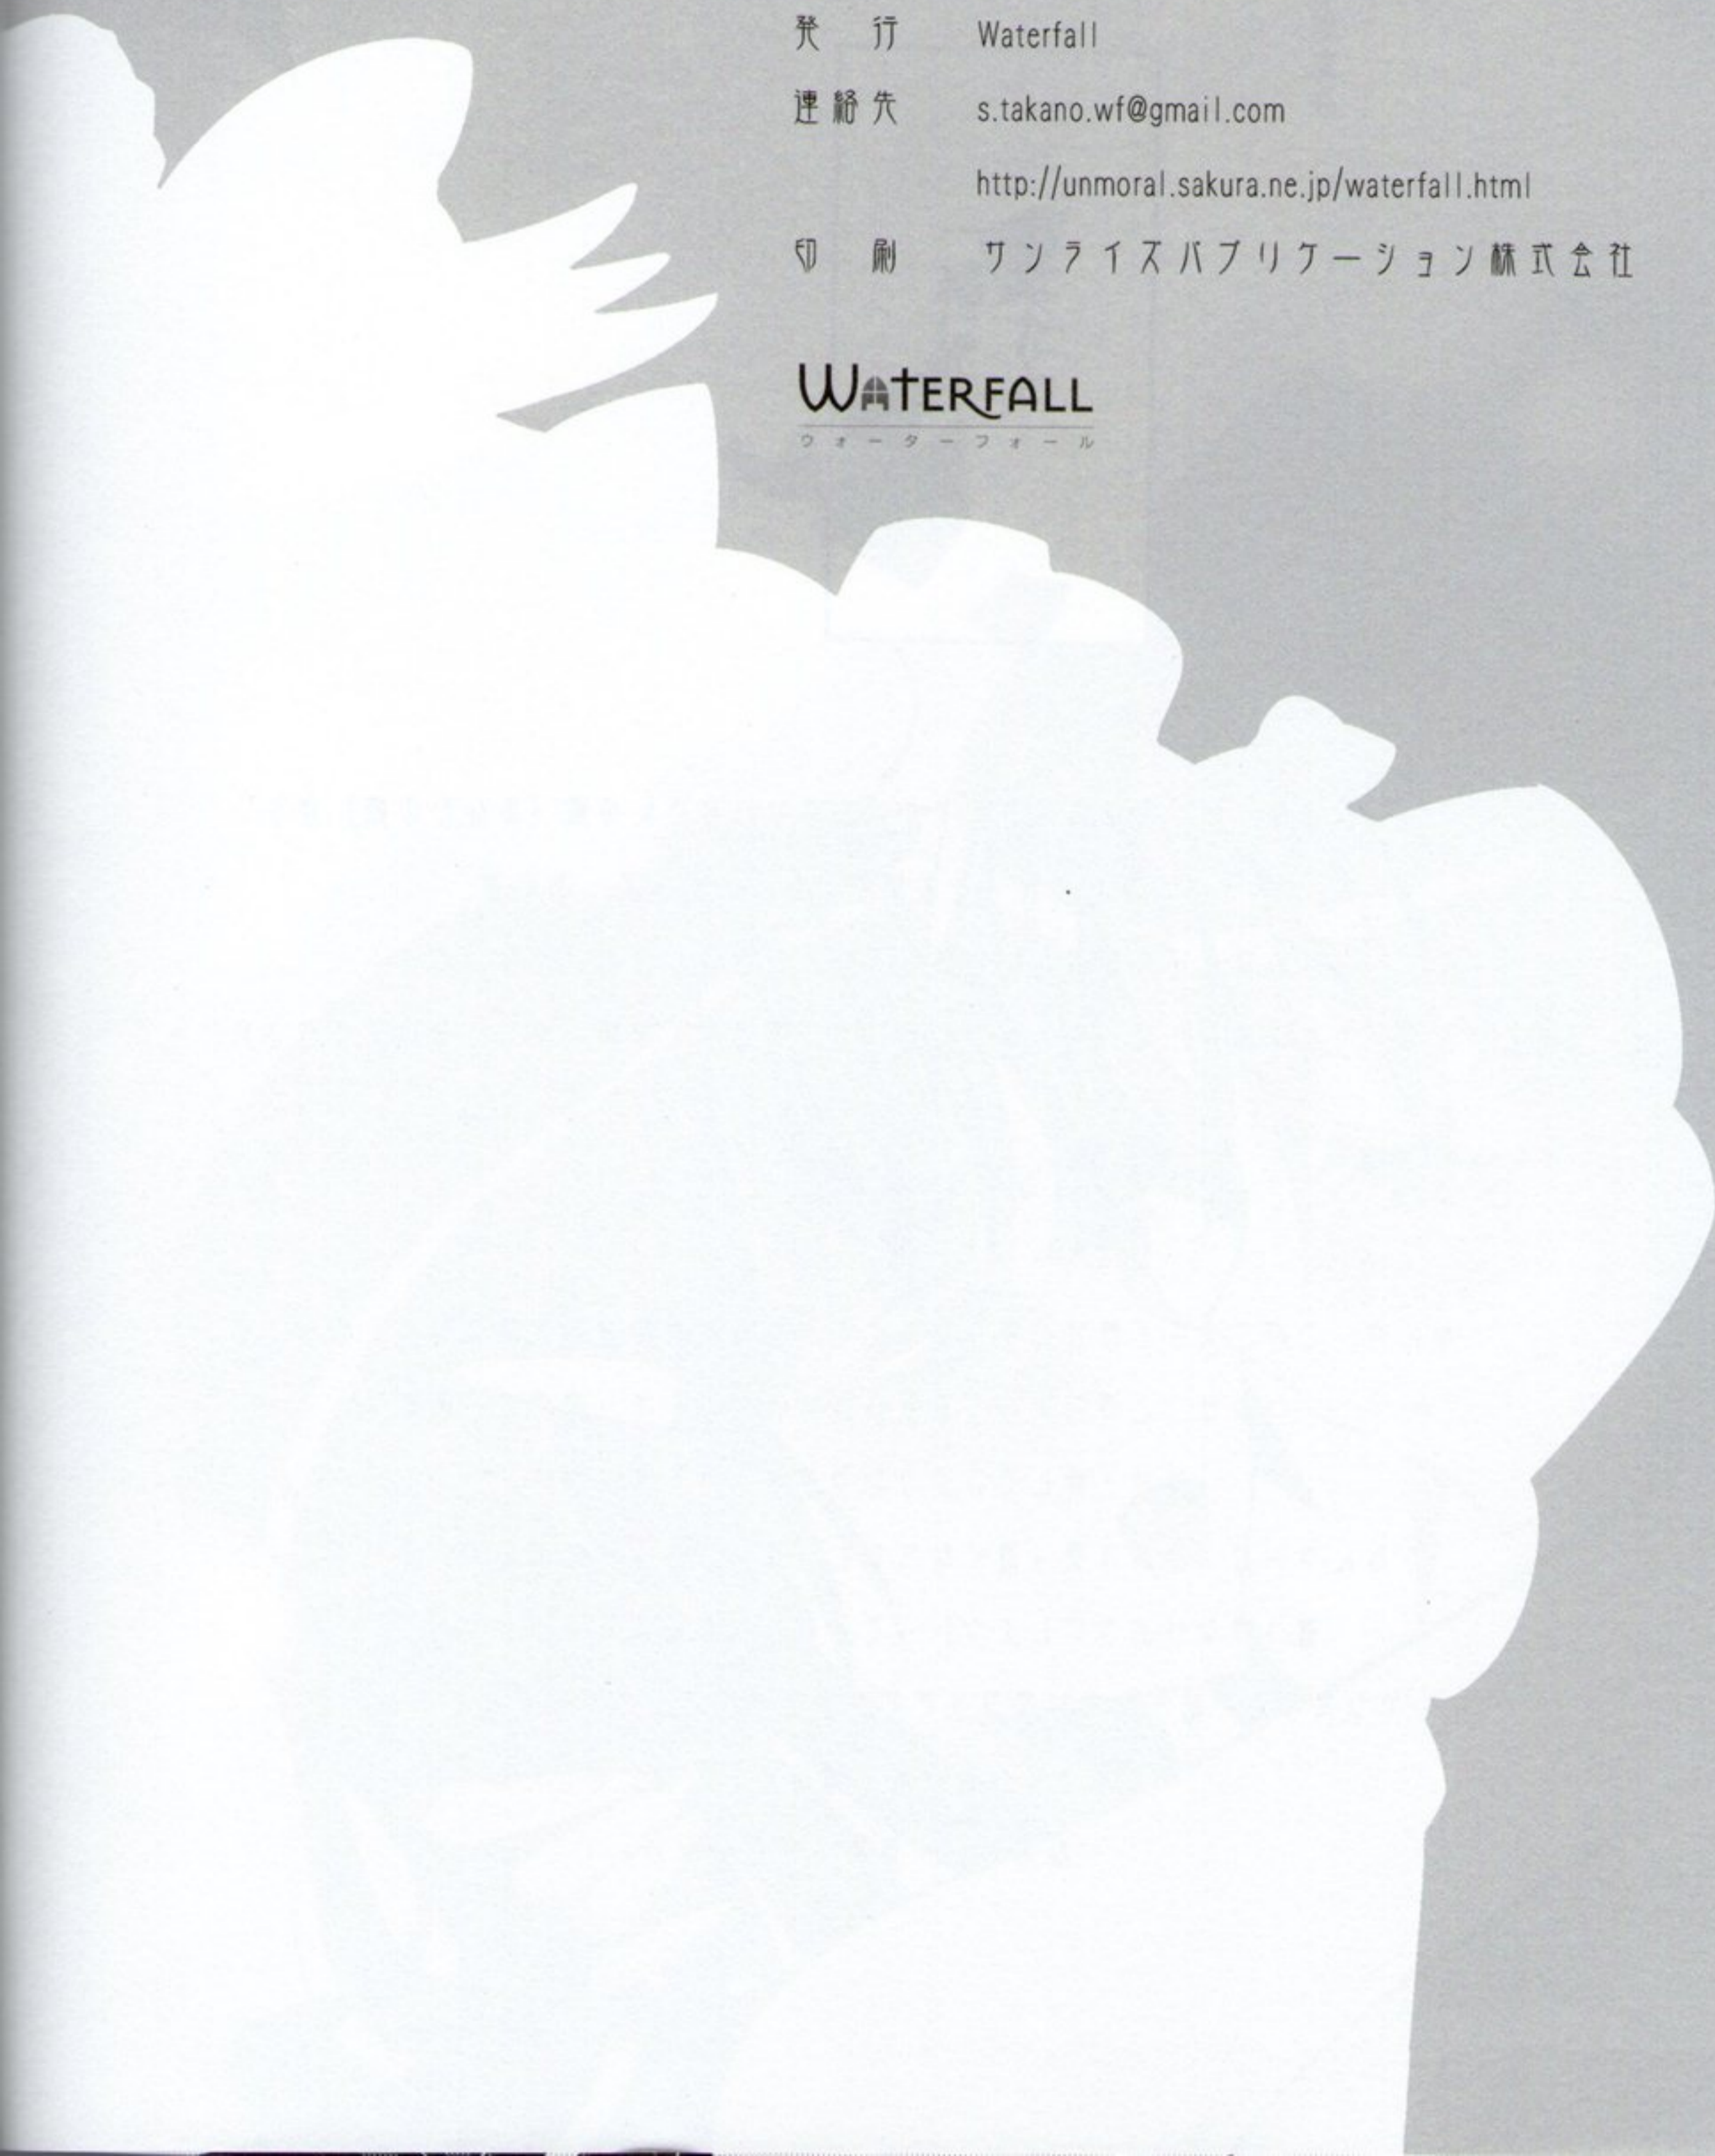 発行 Waterfall
連絡先 s.takano.wf@gmail.com
http://unmoral.sakura.ne.jp/waterfall.html
印刷 サンライズパブリケーション株式会社
WATERFALL
ウォーターフォール